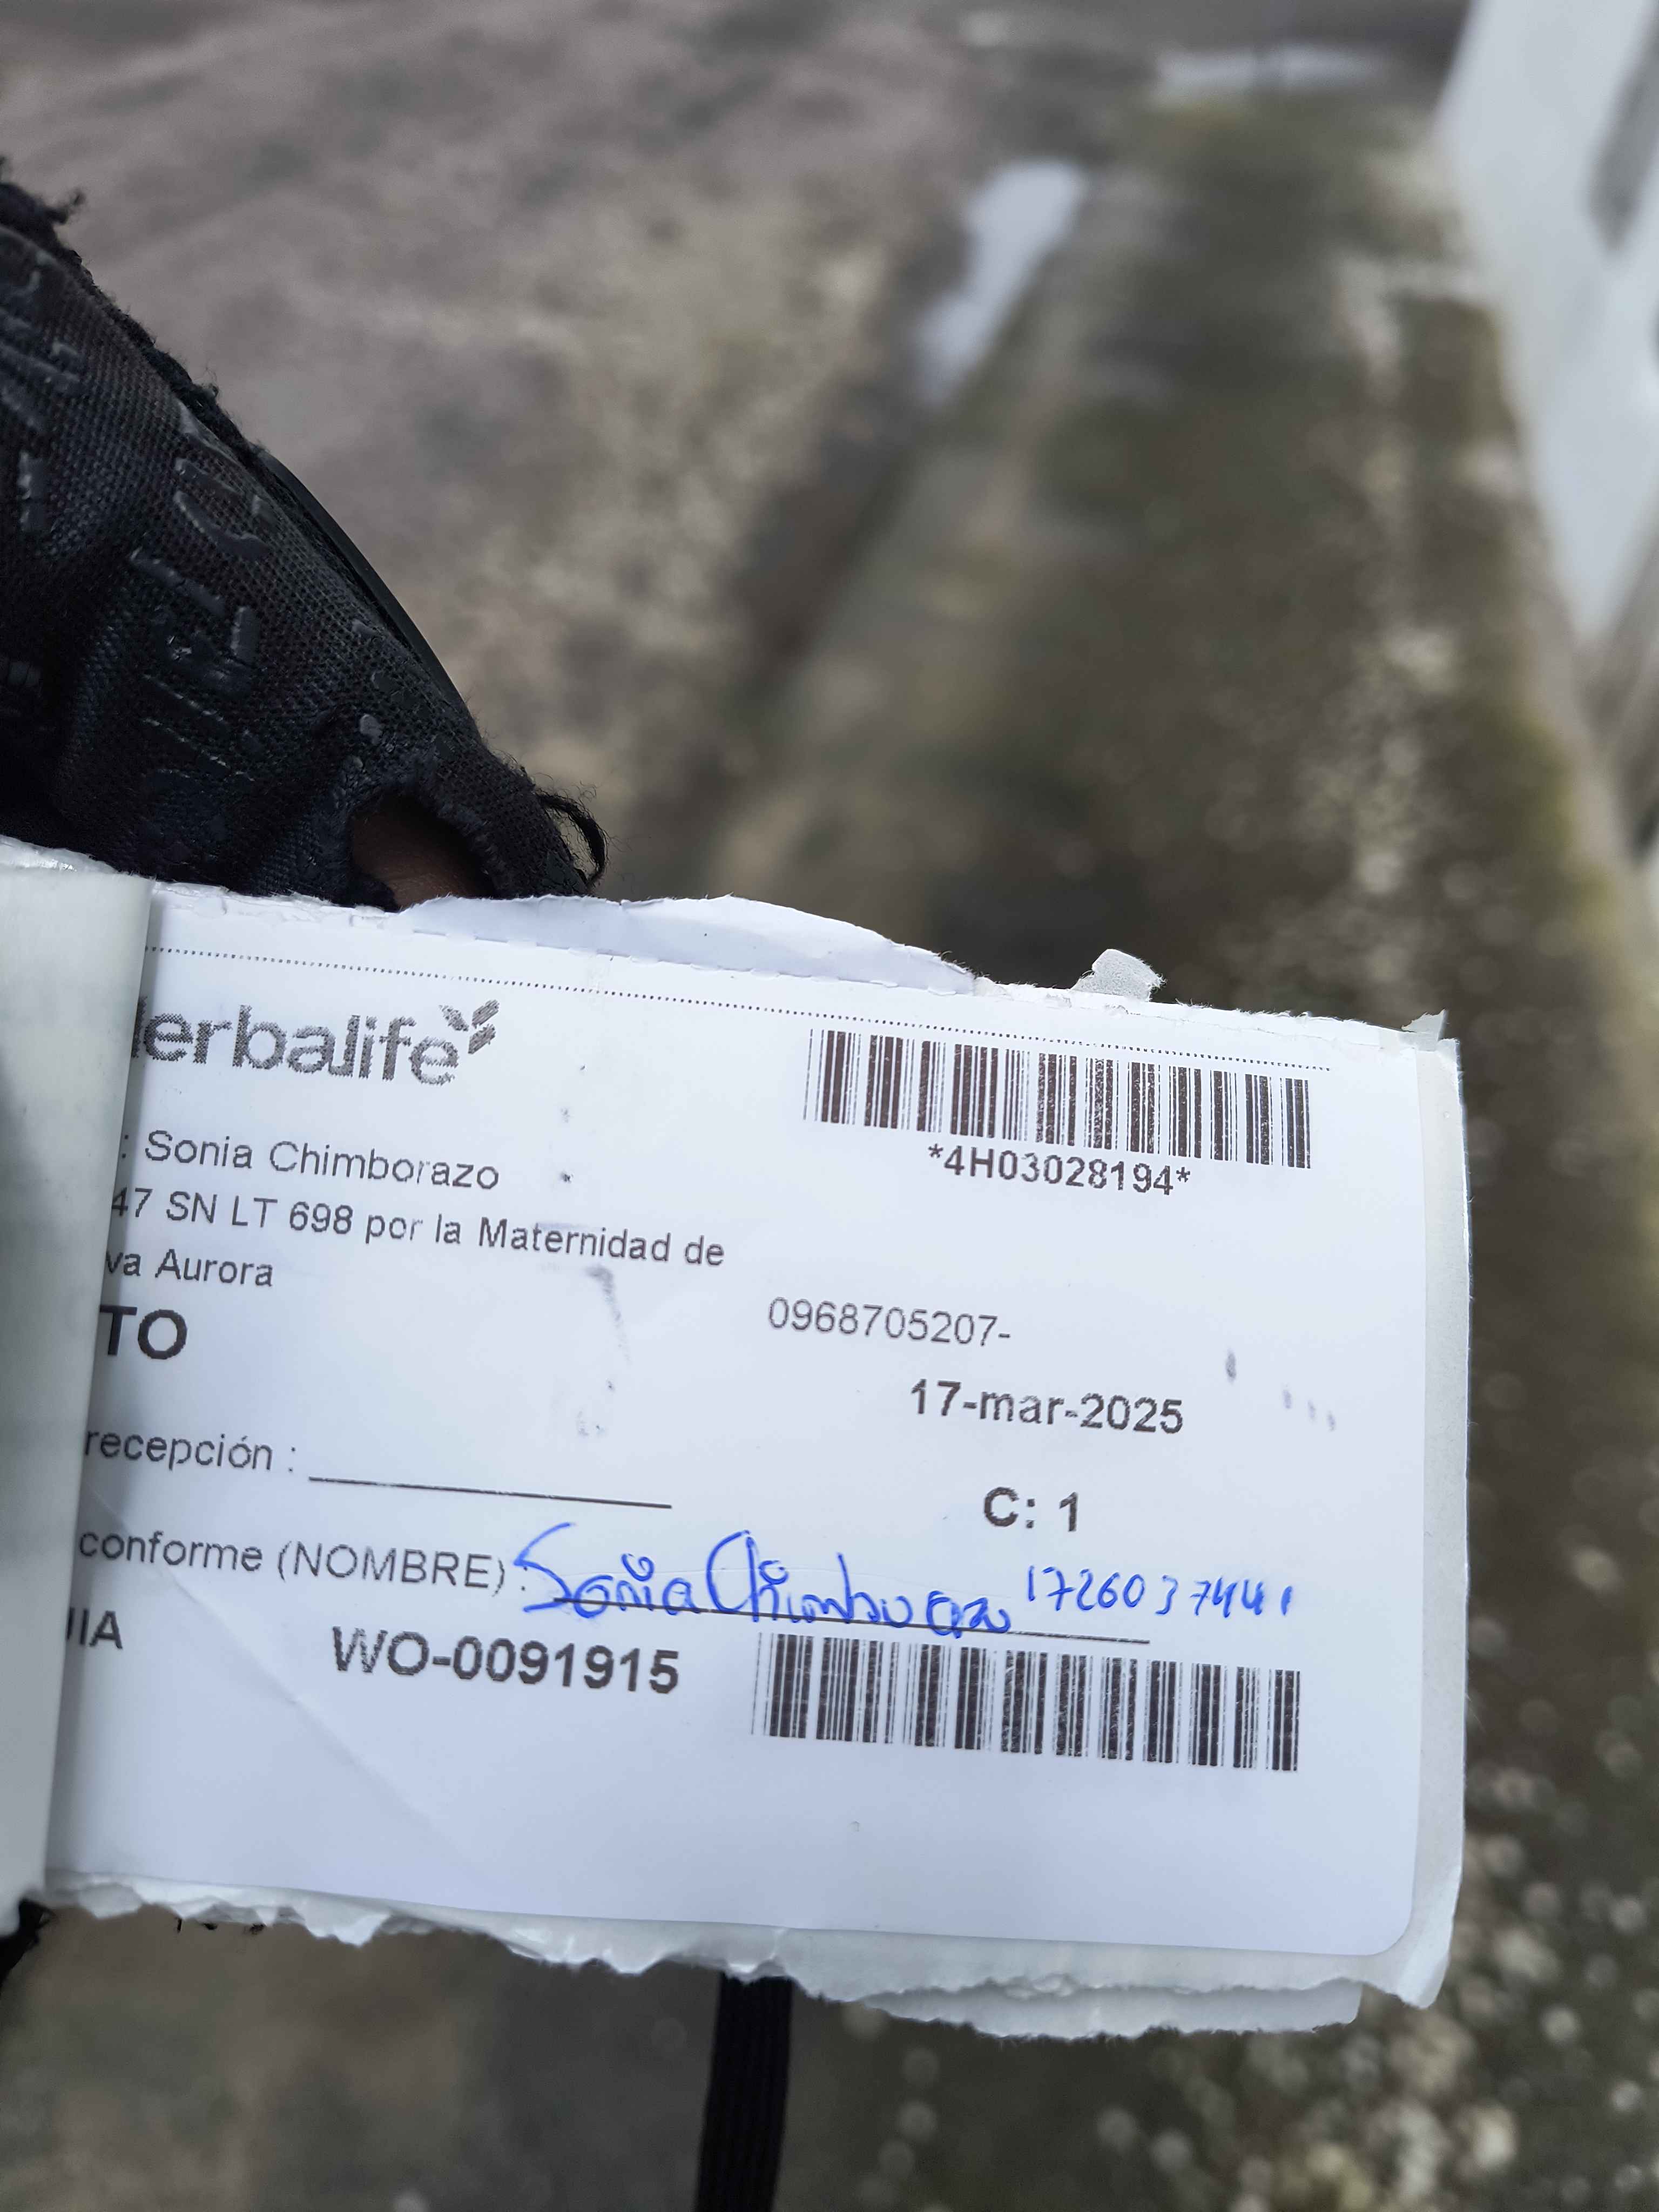 erbalife
*4H03028194*
: Sonia Chimborazo
47 SN LT 698 por la Maternidad de
va Aurora
0968705207-
TO
17-mar-2025
recepción :
C: 1
conforme (NOMBRE) : Sonia Chimborazo 1726037441
IIA
WO-0091915